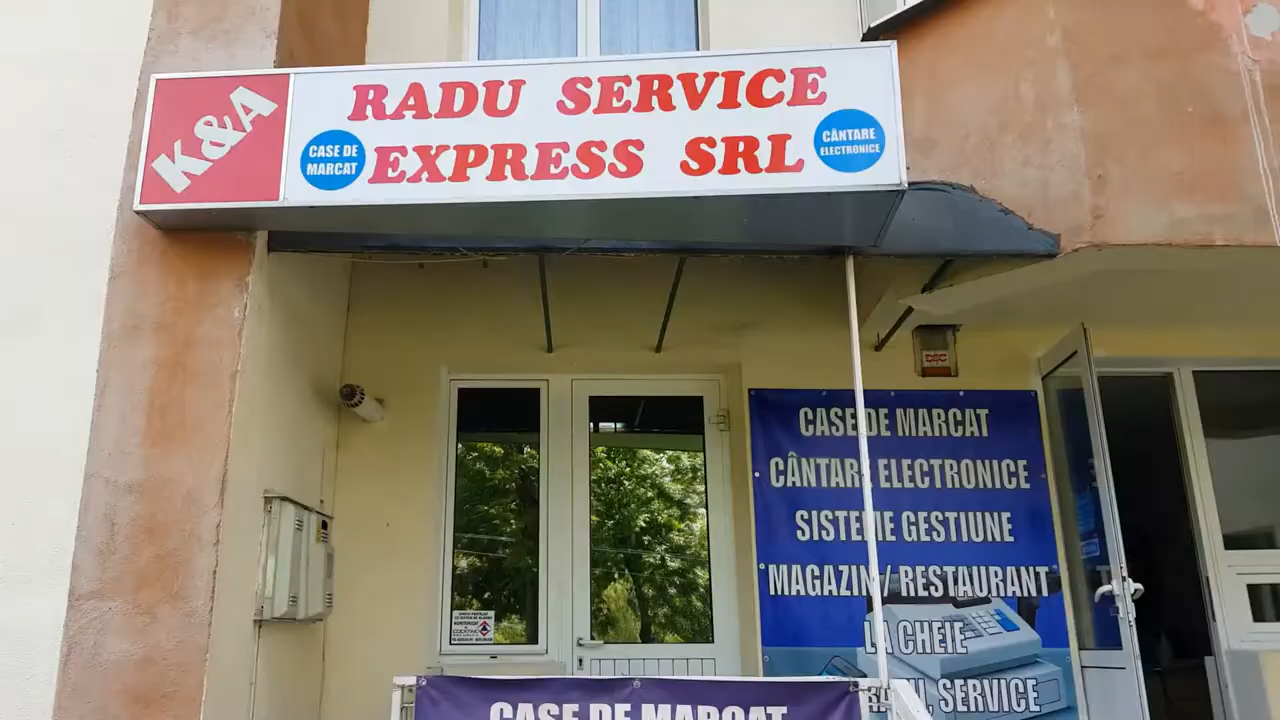 K&A
RADU SERVICE
EXPRESS SRL
CASE DE
MARCAT
CÂNTARE
ELECTRONICE
DSC
CASE DE MARCAT
CÂNTARE ELECTRONICE
SISTEME GESTIUNE
MAGAZIN / RESTAURANT
LA CHEIE
SERVICE
MONITORIZAT
CASE DE MARCAT